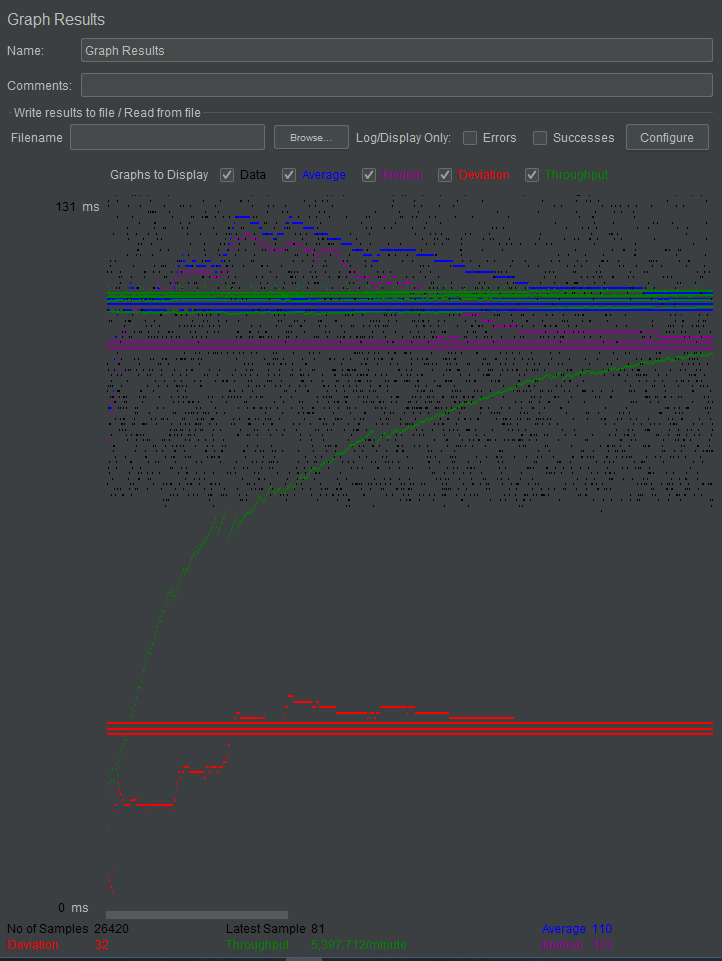 Graph Results
Name: Graph Results
Comments:
Write results to file / Read from file
Filename Browse... Log/Display Only: Errors Successes Configure
Graphs to Display Data Average Median Deviation Throughput
131 ms
0 ms
No of Samples 26420 Latest Sample 81 Average 110
Deviation 32 Throughput 5,397.712/minute Median 103